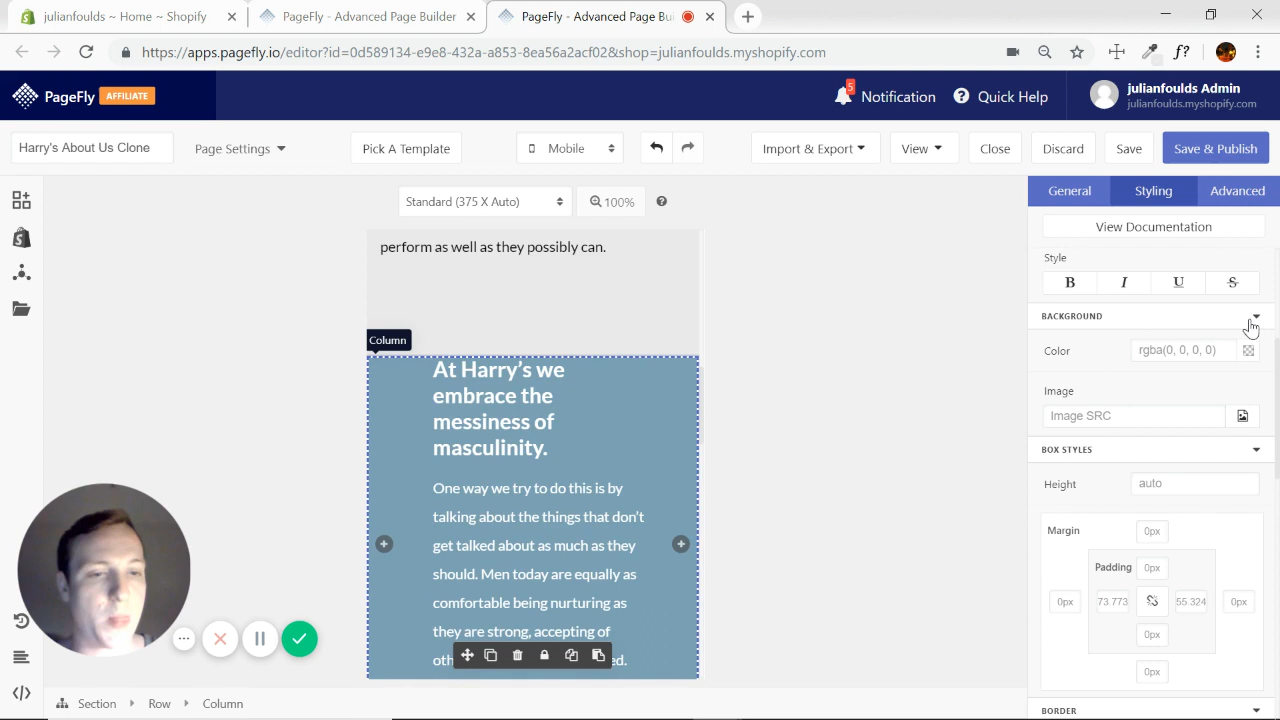 julianfoulds ~ Home ~ Shopify
PageFly - Advanced Page Builder
PageFly - Advanced Page Bui
https://apps.pagefly.io/editor?id=0d589134-e9e8-432a-a853-8ea56a2acf02&shop=julianfoulds.myshopify.com
f?
PageFly AFFILIATE
5
Notification
Quick Help
julianfoulds Admin
julianfoulds.myshopify.com
Harry's About Us Clone
Page Settings
Pick A Template
Mobile
Import & Export
View
Close
Discard
Save
Save & Publish
Standard (375 X Auto)
100%
General
Styling
Advanced
View Documentation
Style
B I U S
BACKGROUND
Color
rgba(0, 0, 0, 0)
Image
Image SRC
BOX STYLES
Height
auto
Margin
0px
Padding
0px
0px
73.773
55.324
0px
0px
0px
BORDER
perform as well as they possibly can.
Column
At Harry’s we
embrace the
messiness of
masculinity.
One way we try to do this is by
talking about the things that don’t
get talked about as much as they
should. Men today are equally as
comfortable being nurturing as
they are strong, accepting of
Section
Row
Column